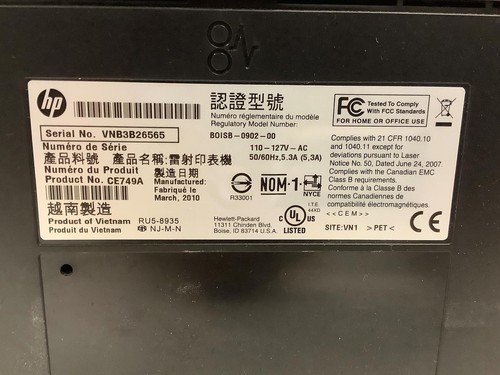 hp
認證型號
Numéro réglementaire du modèle
Regulatory Model Number:
BOISB-0902-00
110-127V ~ AC
50/60Hz,5.3A (5,3A)
Serial No. VNB3B26565
Numéro de Série
產品料號 產品名稱:雷射印表機
Numéro du Produit
Product No. CE749A
製造日期
Manufactured:
Fabriqué le
March, 2010
越南製造
Product of Vietnam
Produit du Vietnam
RU5-8935
NJ-M-N
R33001
NOM-1
NYCE
I.T.E.
44XO
c UL US
LISTED
Hewlett-Packard
11311 Chinden Blvd.
Boise, ID 83714 U.S.A.
FC Tested To Comply
With FCC Standards
FOR HOME OR OFFICE USE
Complies with 21 CFR 1040.10
and 1040.11 except for
deviations pursuant to Laser
Notice No. 50, Dated June 24, 2007.
Complies with Canadian EMC
Class B requirements.
Conforme à la Classe B des
normes Canadiennes de
compatibilité électromagnétiques.
<<CEM>>
SITE:VN1 >PET<
CE